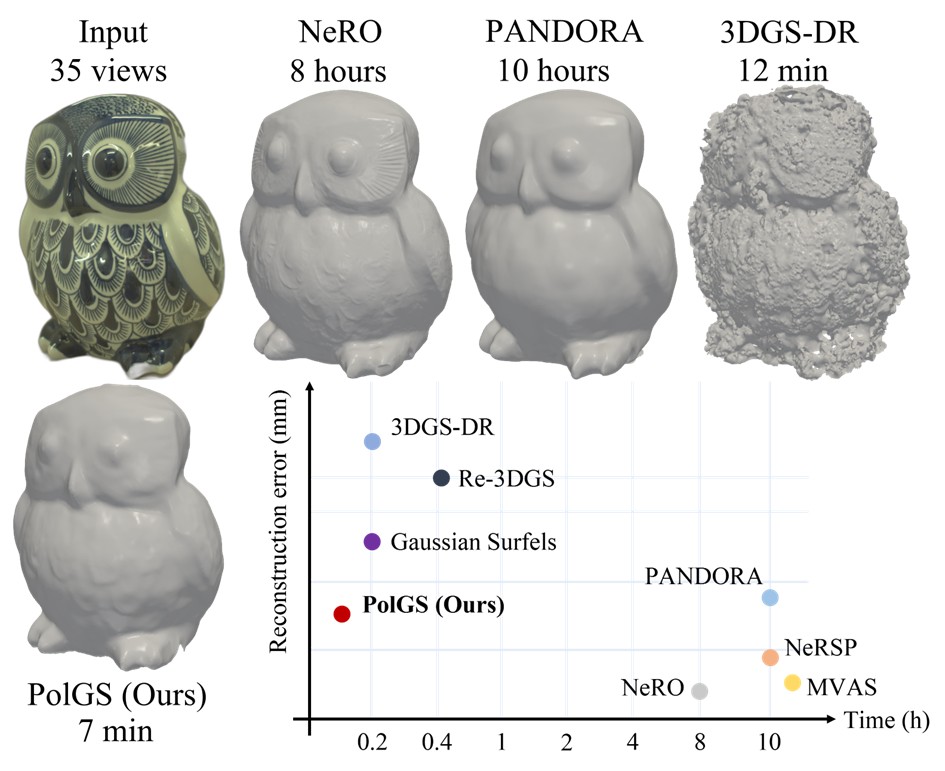 Input
35 views
NeRO
8 hours
PANDORA
10 hours
3DGS-DR
12 min
PolGS (Ours)
7 min
Reconstruction error (mm)
3DGS-DR
Re-3DGS
Gaussian Surfels
PANDORA
PolGS (Ours)
NeRSP
NeRO
MVAS
Time (h)
0.2 0.4 1 2 4 8 10